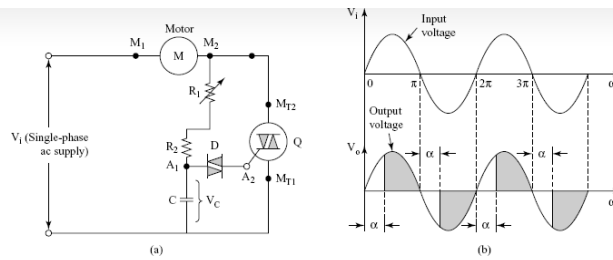 Motor
M1
M
M2
R1
MT2
Vi (Single-phase
ac supply)
R2
D
Q
A1
A2
MT1
C
VC
(a)
Vi
Input
voltage
0
π
2π
3π
Output
voltage
Vo
α
α
α
α
(b)